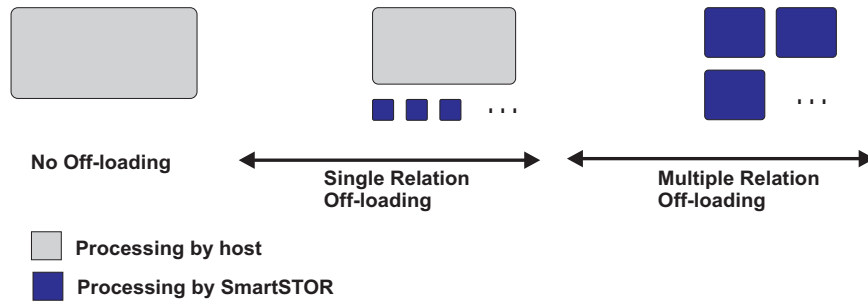 ...
...
No Off-loading
Single Relation
Off-loading
Multiple Relation
Off-loading
Processing by host
Processing by SmartSTOR